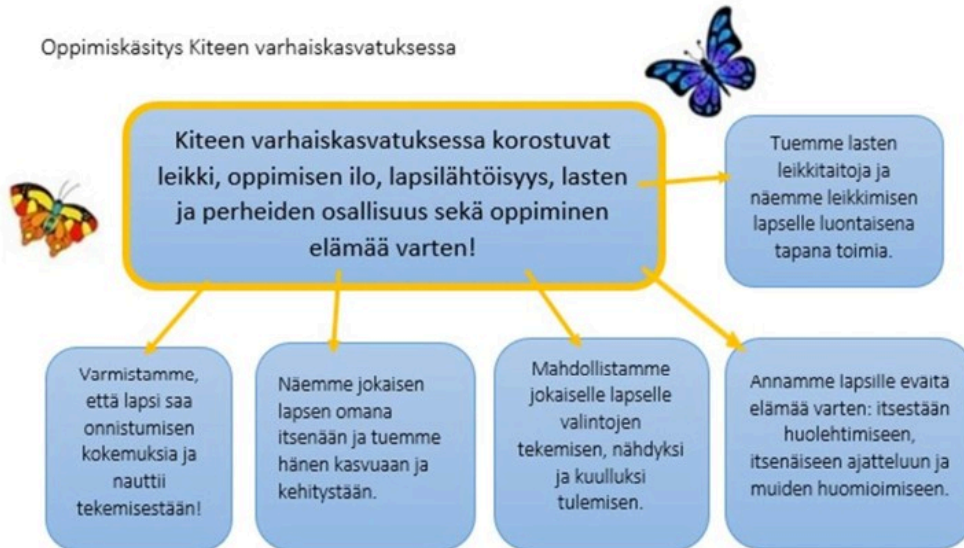 Oppimiskäsitys Kiteen varhaiskasvatuksessa
Kiteen varhaiskasvatuksessa korostuvat
leikki, oppimisen ilo, lapsilähtöisyys, lasten
ja perheiden osallisuus sekä oppiminen
elämää varten!
Tuemme lasten
leikkitaitoja ja
näemme leikkimisen
lapselle luontaisena
tapana toimia.
Varmistamme,
että lapsi saa
onnistumisen
kokemuksia ja
nauttii
tekemisestään!
Näemme jokaisen
lapsen omana
itsenään ja tuemme
hänen kasvuaan ja
kehitystään.
Mahdollistamme
jokaiselle lapselle
valintojen
tekemisen, nähdyksi
ja kuulluksi
tulemisen.
Annamme lapsille eväitä
elämää varten: itsestään
huolehtimiseen,
itsenäiseen ajatteluun ja
muiden huomioimiseen.